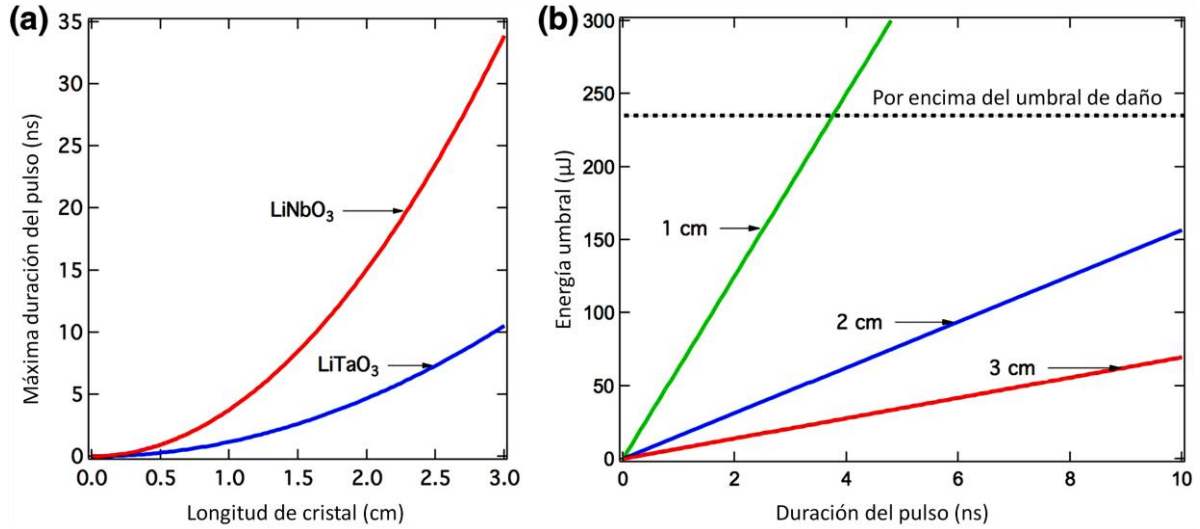 (a)
35
30
25
20
15
10
5
0
Máxima duración del pulso (ns)
LiNbO₃
LiTaO₃
0.0 0.5 1.0 1.5 2.0 2.5 3.0
Longitud de cristal (cm)
(b)
300
250
200
150
100
50
0
Energía umbral (µJ)
Por encima del umbral de daño
1 cm
2 cm
3 cm
0 2 4 6 8 10
Duración del pulso (ns)